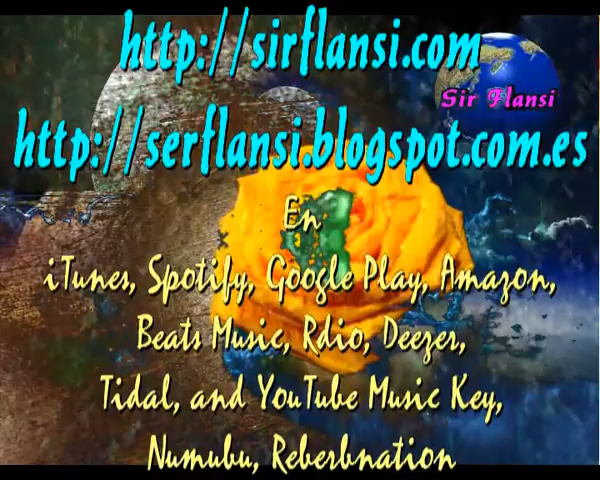 http://sirflansi.com
Sir Flansi
http://serflansi.blogspot.com.es
En
iTunes, Spotify, Google Play, Amazon,
Beats Music, Rdio, Deezer,
Tidal, and YouTube Music Key,
Numubu, Reberbnation